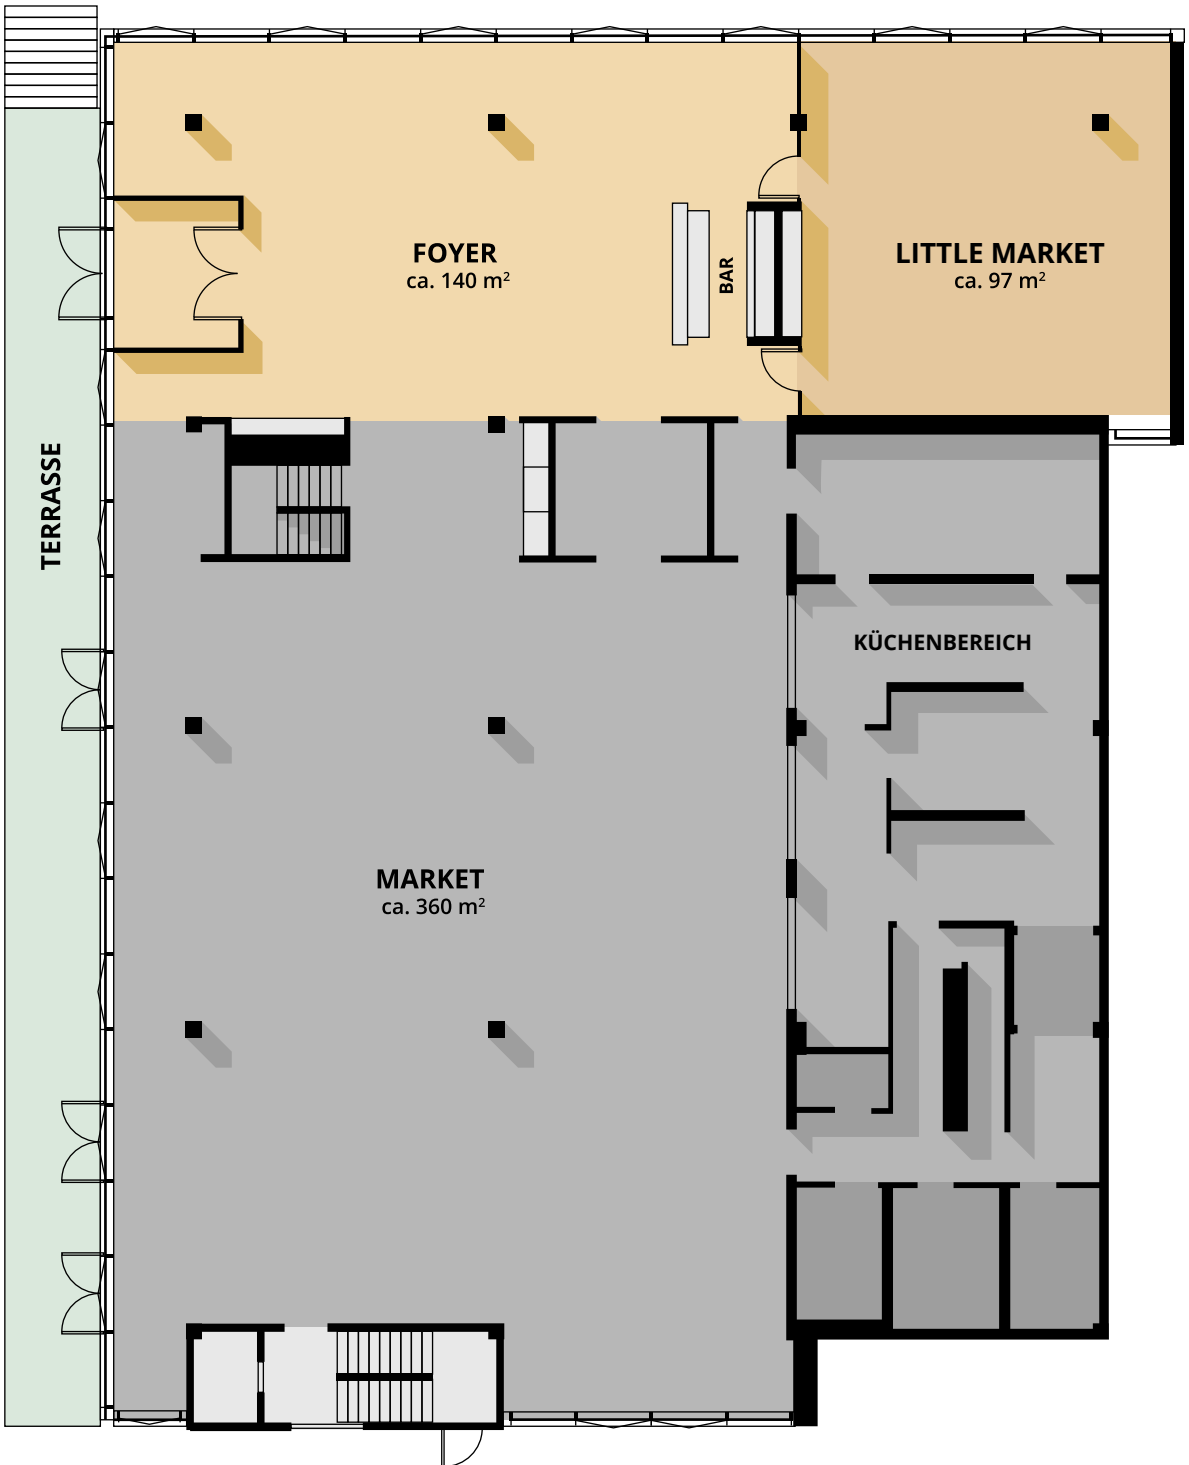 FOYER
ca. 140 m²
BAR
LITTLE MARKET
ca. 97 m²
TERRASSE
KÜCHENBEREICH
MARKET
ca. 360 m²